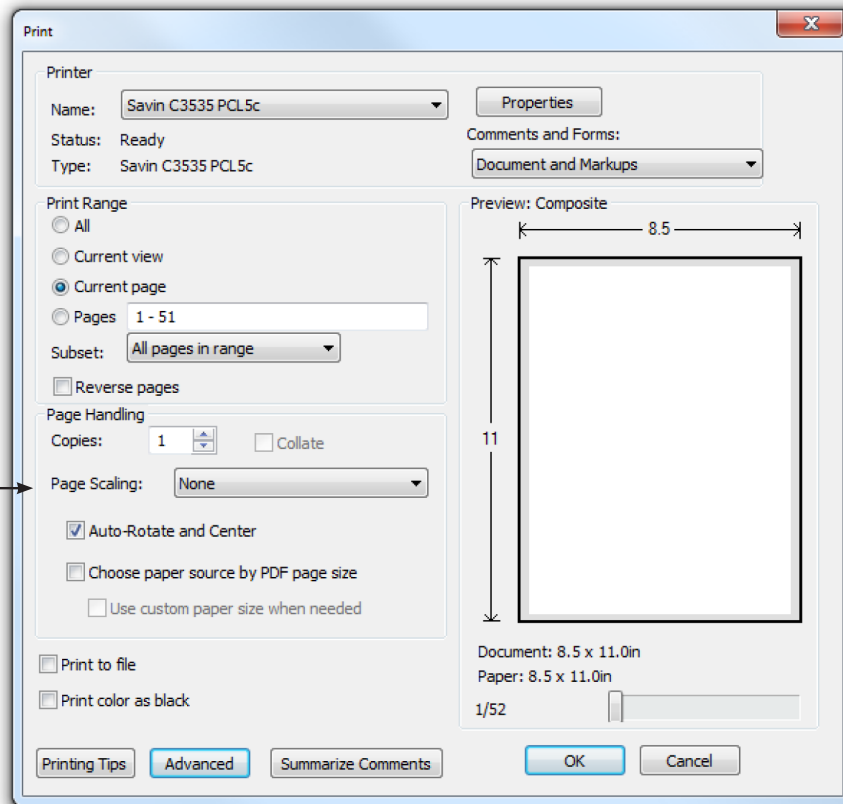 Print
Printer
Name: Savin C3535 PCL5c Properties
Status: Ready Comments and Forms:
Type: Savin C3535 PCL5c Document and Markups
Print Range
All
Current view
Current page
Pages 1 - 51
Subset: All pages in range
Reverse pages
Page Handling
Copies: 1 Collate
Page Scaling: None
Auto-Rotate and Center
Choose paper source by PDF page size
Use custom paper size when needed
Print to file
Print color as black
Preview: Composite
8.5
11
Document: 8.5 x 11.0in
Paper: 8.5 x 11.0in
1/52
Printing Tips Advanced Summarize Comments OK Cancel